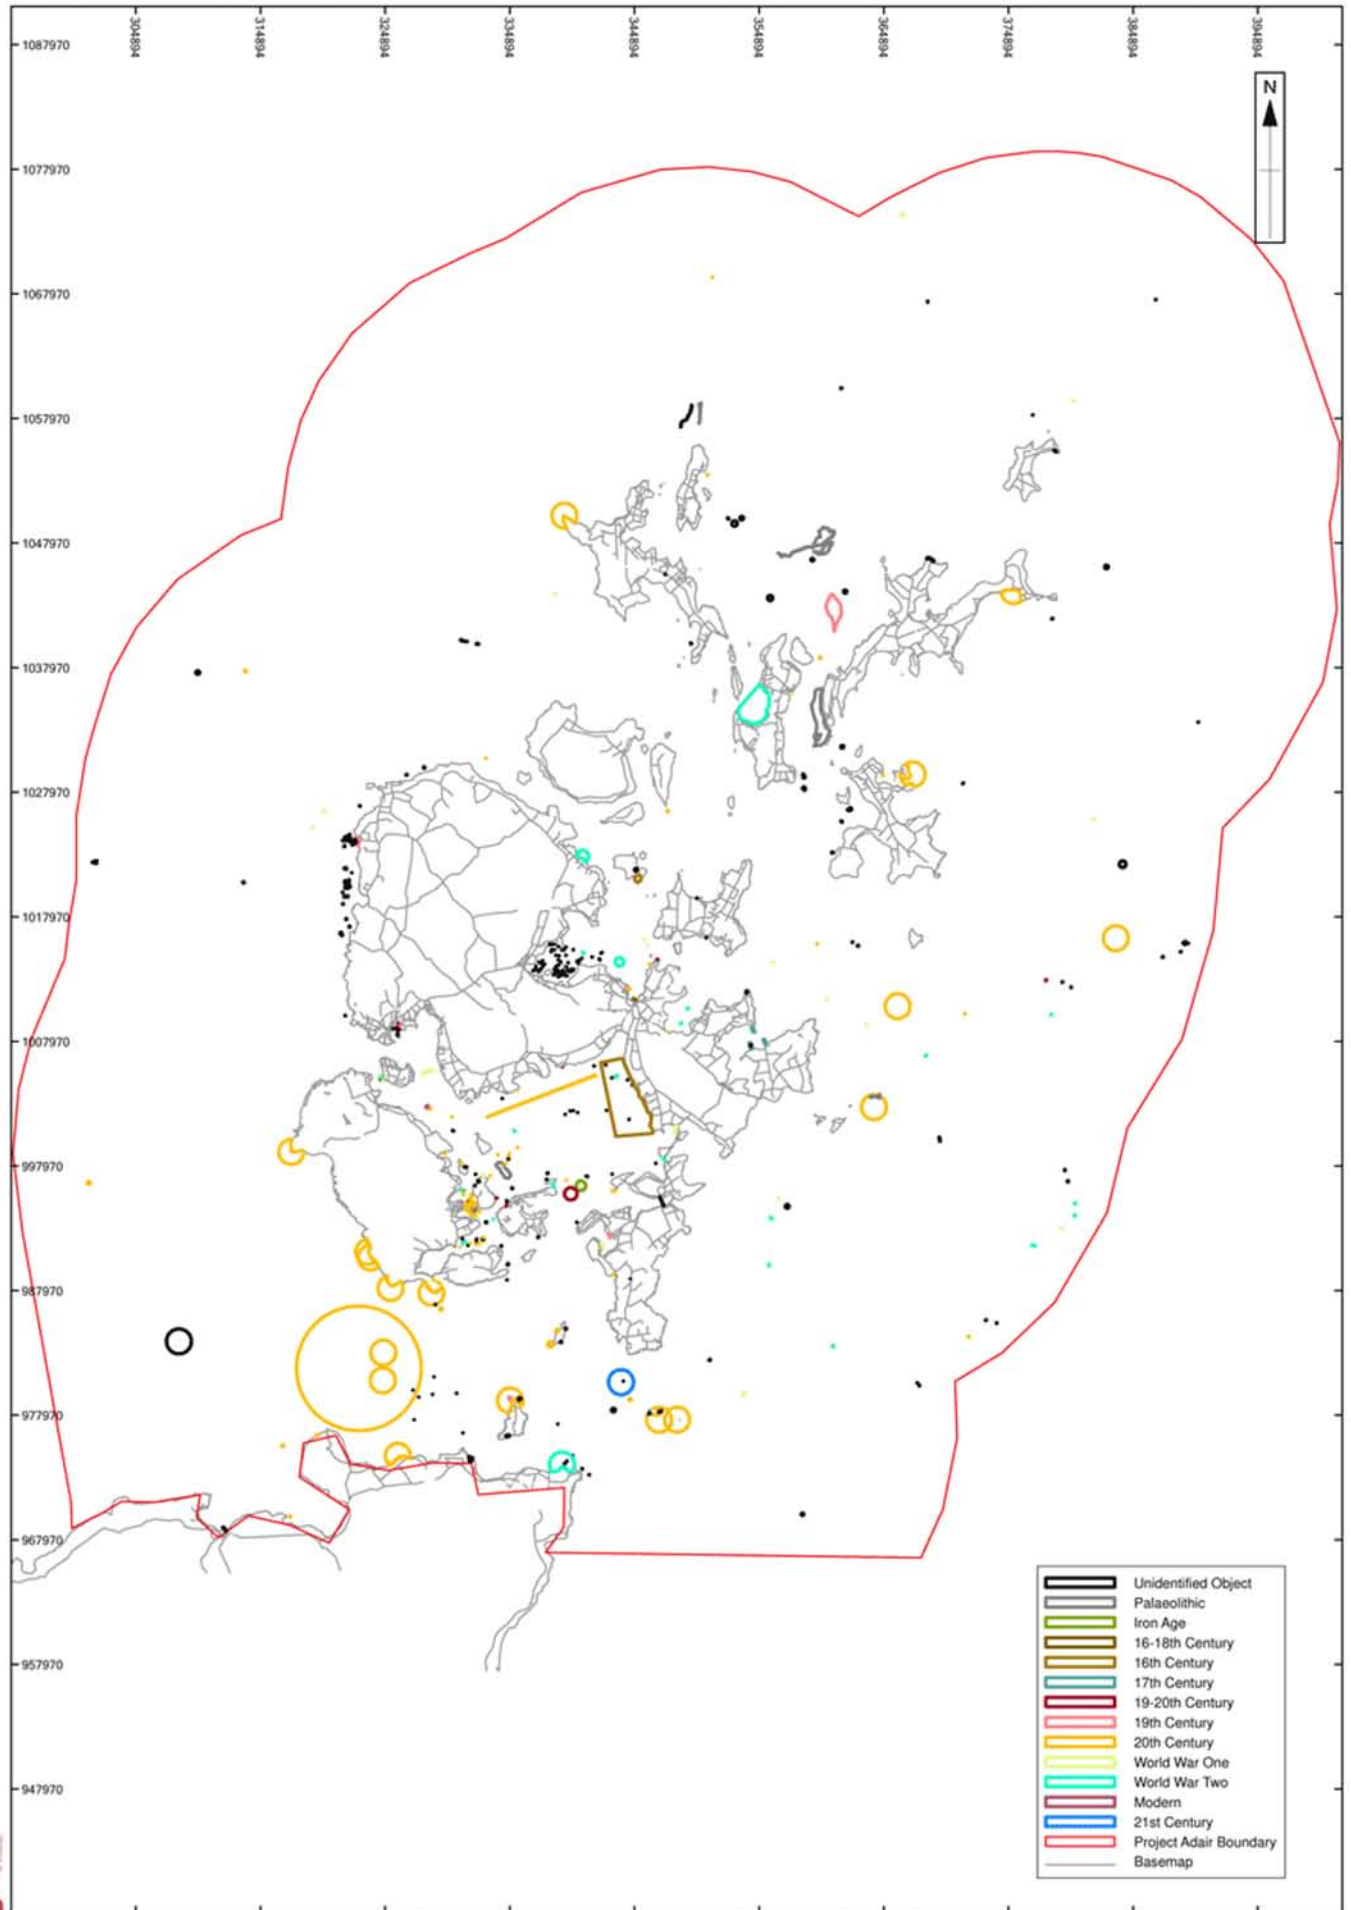 304894
314894
324894
334894
344894
354894
364894
374894
384894
394894
N
1087970
1077970
1067970
1057970
1047970
1037970
1027970
1017970
1007970
997970
987970
977970
967970
957970
947970
Unidentified Object
Palaeolithic
Iron Age
16-18th Century
16th Century
17th Century
19-20th Century
19th Century
20th Century
World War One
World War Two
Modern
21st Century
Project Adair Boundary
Basemap